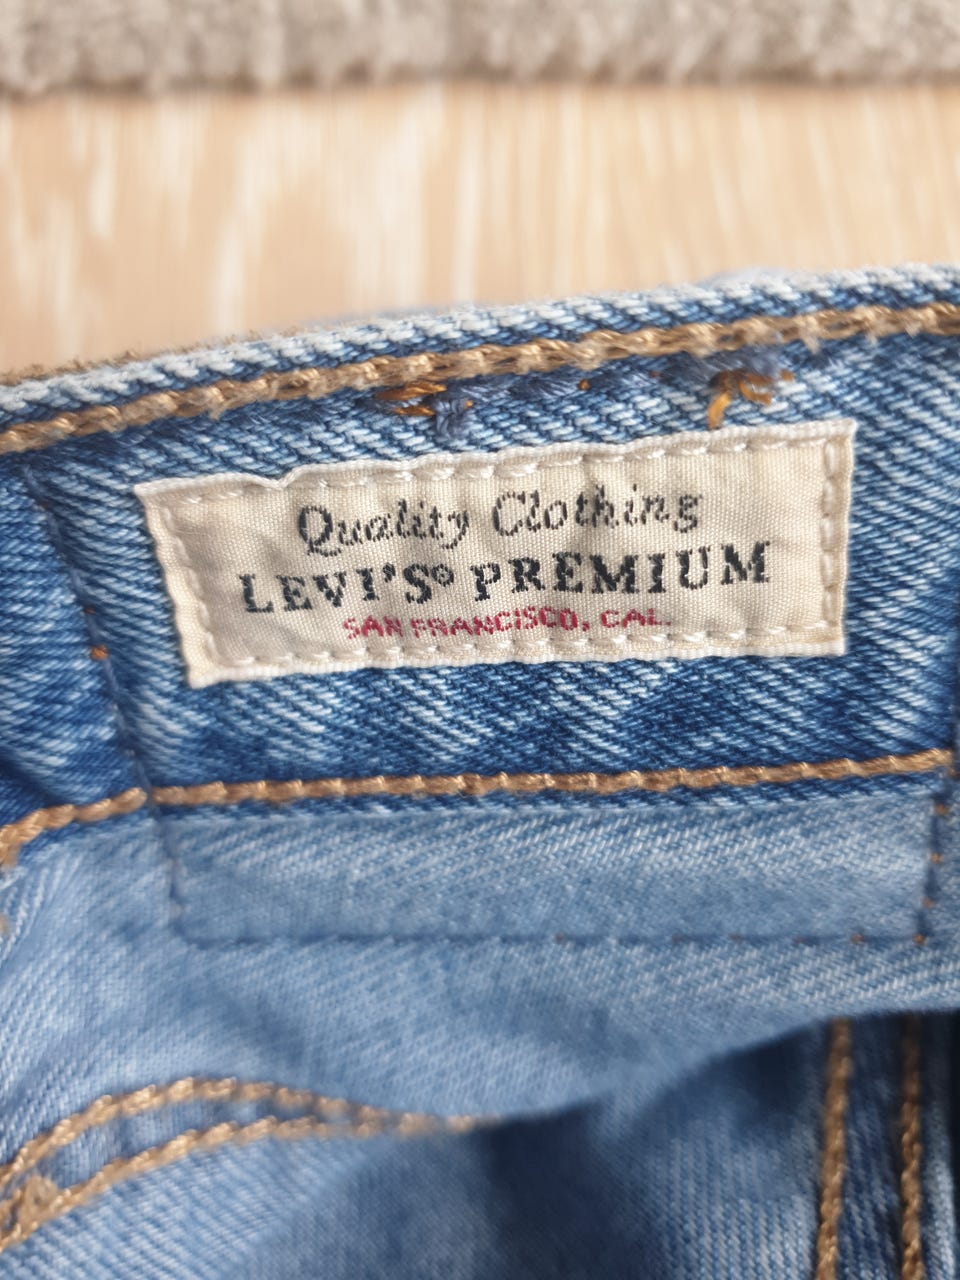 Quality Clothing
LEVI'S® PREMIUM
SAN FRANCISCO, CAL.